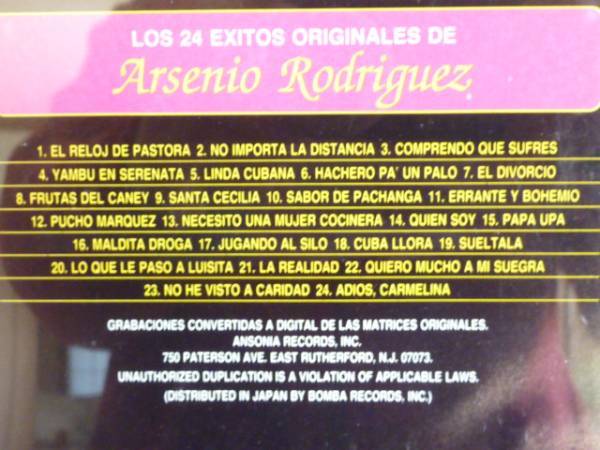 LOS 24 EXITOS ORIGINALES DE
Arsenio Rodriguez
1. EL RELOJ DE PASTORA 2. NO IMPORTA LA DISTANCIA 3. COMPRENDO QUE SUFRES
4. YAMBU EN SERENATA 5. LINDA CUBANA 6. HACHERO PA' UN PALO 7. EL DIVORCIO
8. FRUTAS DEL CANEY 9. SANTA CECILIA 10. SABOR DE PACHANGA 11. ERRANTE Y BOHEMIO
12. PUCHO MARQUEZ 13. NECESITO UNA MUJER COCINERA 14. QUIEN SOY 15. PAPA UPA
16. MALDITA DROGA 17. JUGANDO AL SILO 18. CUBA LLORA 19. SUELTALA
20. LO QUE LE PASO A LUISITA 21. LA REALIDAD 22. QUIERO MUCHO A MI SUEGRA
23. NO HE VISTO A CARIDAD 24. ADIOS, CARMELINA
GRABACIONES CONVERTIDAS A DIGITAL DE LAS MATRICES ORIGINALES.
ANSONIA RECORDS, INC.
750 PATERSON AVE. EAST RUTHERFORD, N.J. 07073.
UNAUTHORIZED DUPLICATION IS A VIOLATION OF APPLICABLE LAWS.
(DISTRIBUTED IN JAPAN BY BOMBA RECORDS, INC.)